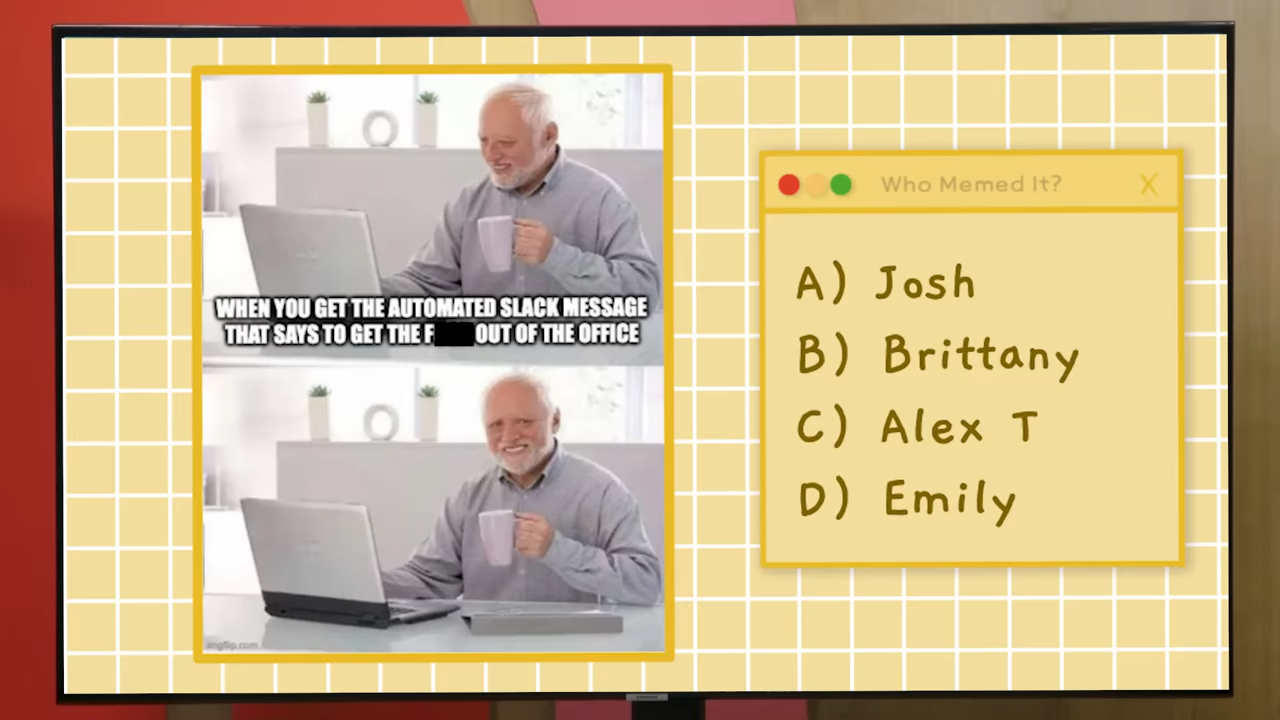 WHEN YOU GET THE AUTOMATED SLACK MESSAGE
THAT SAYS TO GET THE F OUT OF THE OFFICE
imgflip.com
Who Memed It? X
A) Josh
B) Brittany
C) Alex T
D) Emily